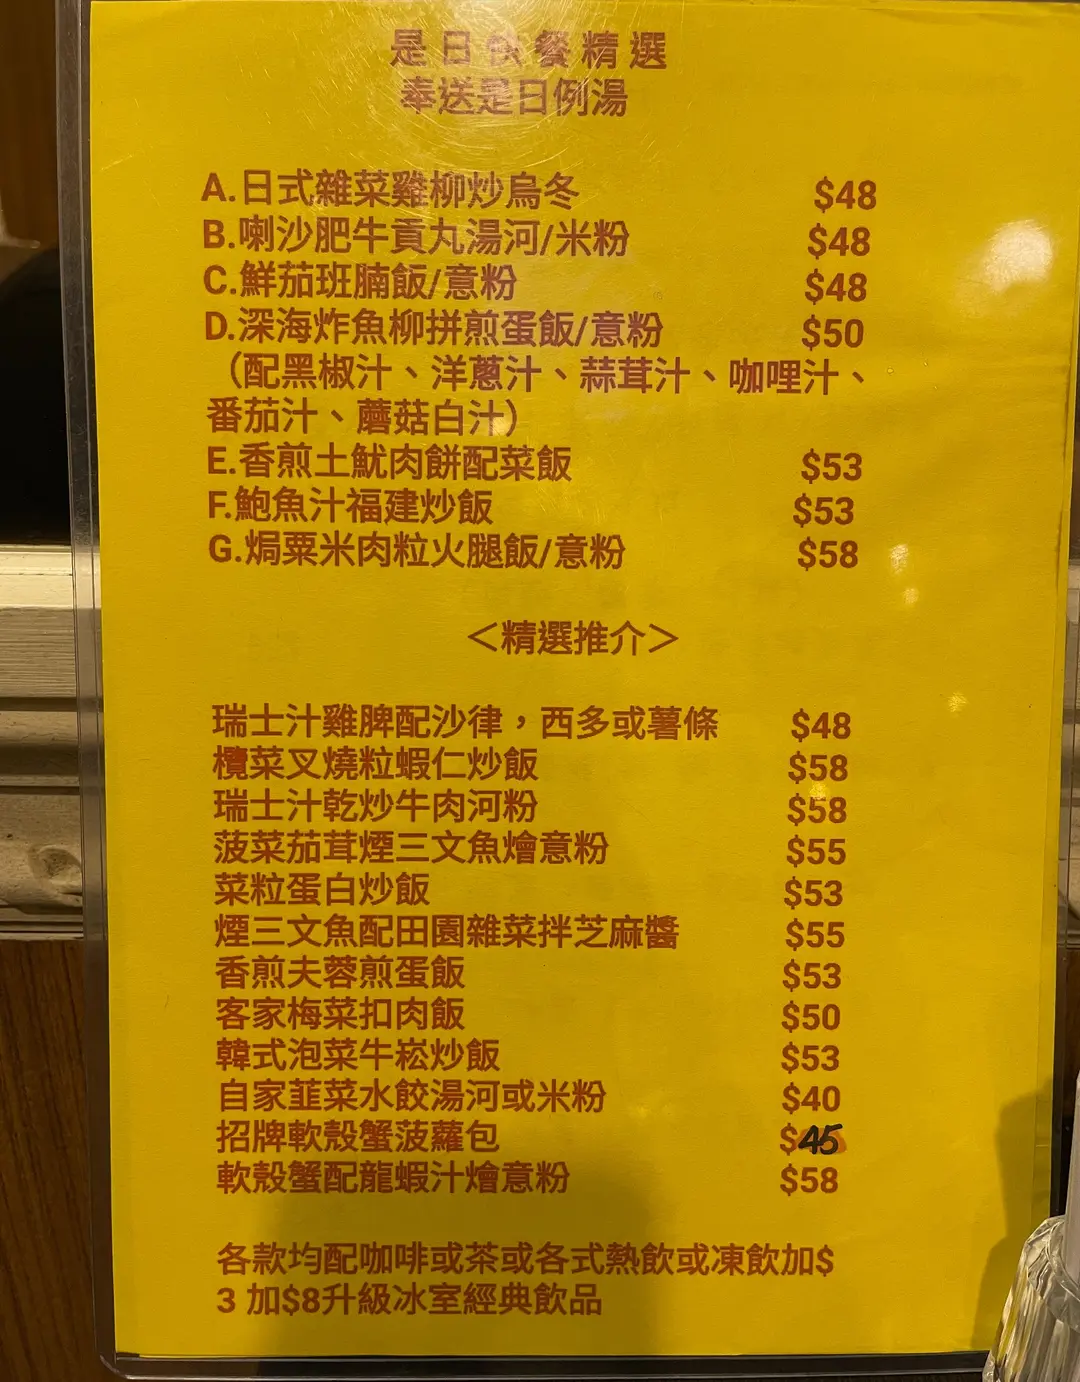 是日快餐精選
奉送是日例湯
A.日式雜菜雞柳炒烏冬 $48
B.喇沙肥牛貢丸湯河/米粉 $48
C.鮮茄班腩飯/意粉 $48
D.深海炸魚柳拼煎蛋飯/意粉 $50
（配黑椒汁、洋蔥汁、蒜茸汁、咖哩汁、
番茄汁、蘑菇白汁）
E.香煎土魷肉餅配菜飯 $53
F.鮑魚汁福建炒飯 $53
G.焗粟米肉粒火腿飯/意粉 $58
＜精選推介＞
瑞士汁雞脾配沙律，西多或薯條 $48
欖菜叉燒粒蝦仁炒飯 $58
瑞士汁乾炒牛肉河粉 $58
菠菜茄茸煙三文魚燴意粉 $55
菜粒蛋白炒飯 $53
煙三文魚配田園雜菜拌芝麻醬 $55
香煎夫蓉煎蛋飯 $53
客家梅菜扣肉飯 $50
韓式泡菜牛崧炒飯 $53
自家韮菜水餃湯河或米粉 $40
招牌軟殼蟹菠蘿包 $45
軟殼蟹配龍蝦汁燴意粉 $58
各款均配咖啡或茶或各式熱飲或凍飲加$
3 加$8升級冰室經典飲品